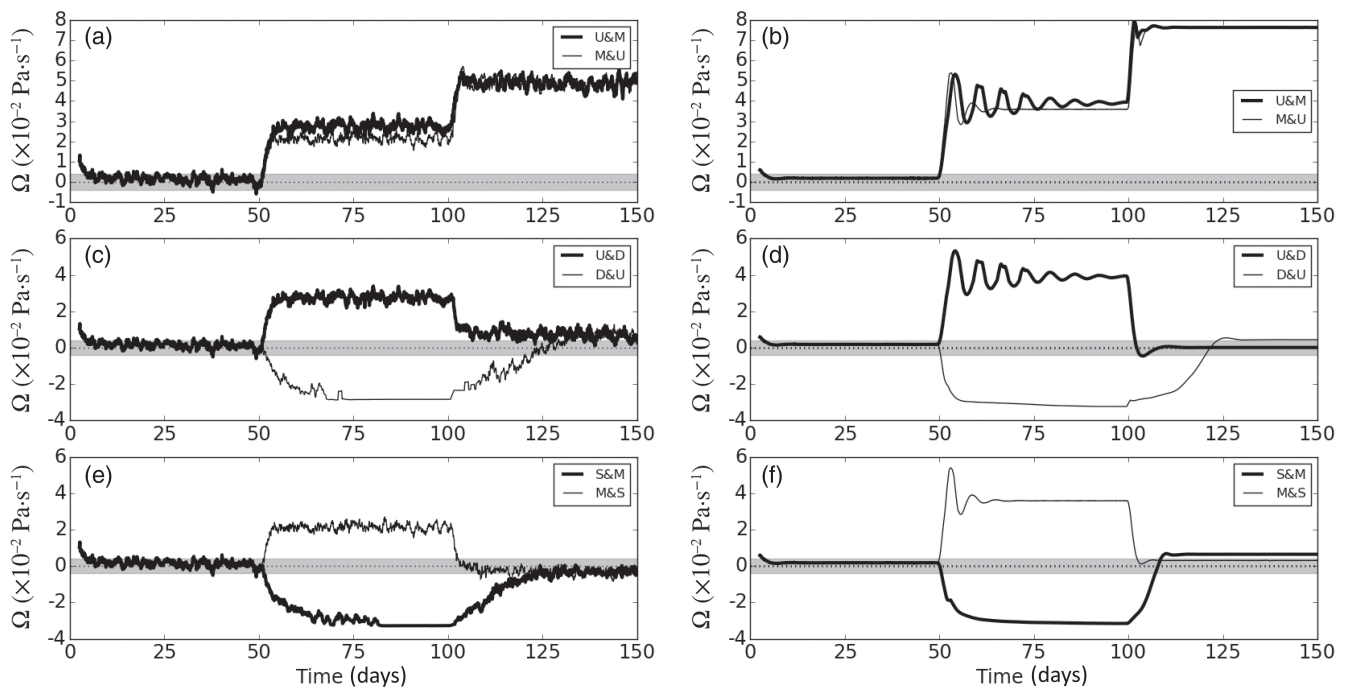 8
7
6
5
4
3
2
1
0
-1
Ω (×10⁻² Pa·s⁻¹)
(a)
U&M
M&U
0 25 50 75 100 125 150
8
7
6
5
4
3
2
1
0
-1
Ω (×10⁻² Pa·s⁻¹)
(b)
U&M
M&U
0 25 50 75 100 125 150
6
4
2
0
-2
-4
Ω (×10⁻² Pa·s⁻¹)
(c)
U&D
D&U
0 25 50 75 100 125 150
6
4
2
0
-2
-4
Ω (×10⁻² Pa·s⁻¹)
(d)
U&D
D&U
0 25 50 75 100 125 150
6
4
2
0
-2
-4
Ω (×10⁻² Pa·s⁻¹)
(e)
S&M
M&S
0 25 50 75 100 125 150
Time (days)
6
4
2
0
-2
-4
Ω (×10⁻² Pa·s⁻¹)
(f)
S&M
M&S
0 25 50 75 100 125 150
Time (days)